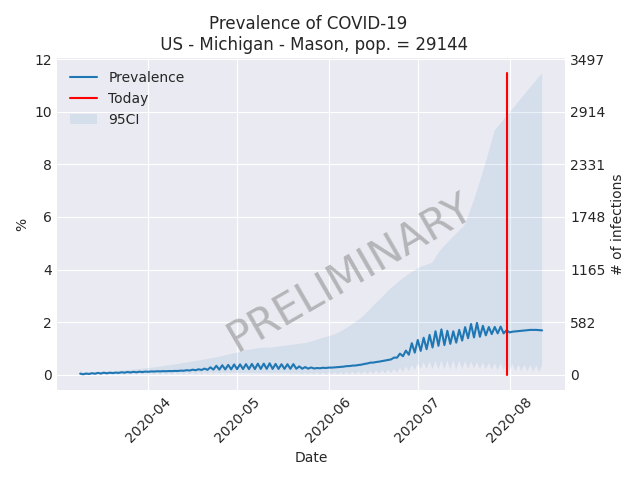 Prevalence of COVID-19
US - Michigan - Mason, pop. = 29144
12
10
8
6
4
2
0
%
3497
2914
2331
1748
1165
582
0
# of infections
Prevalence
Today
95CI
PRELIMINARY
2020-04
2020-05
2020-06
2020-07
2020-08
Date